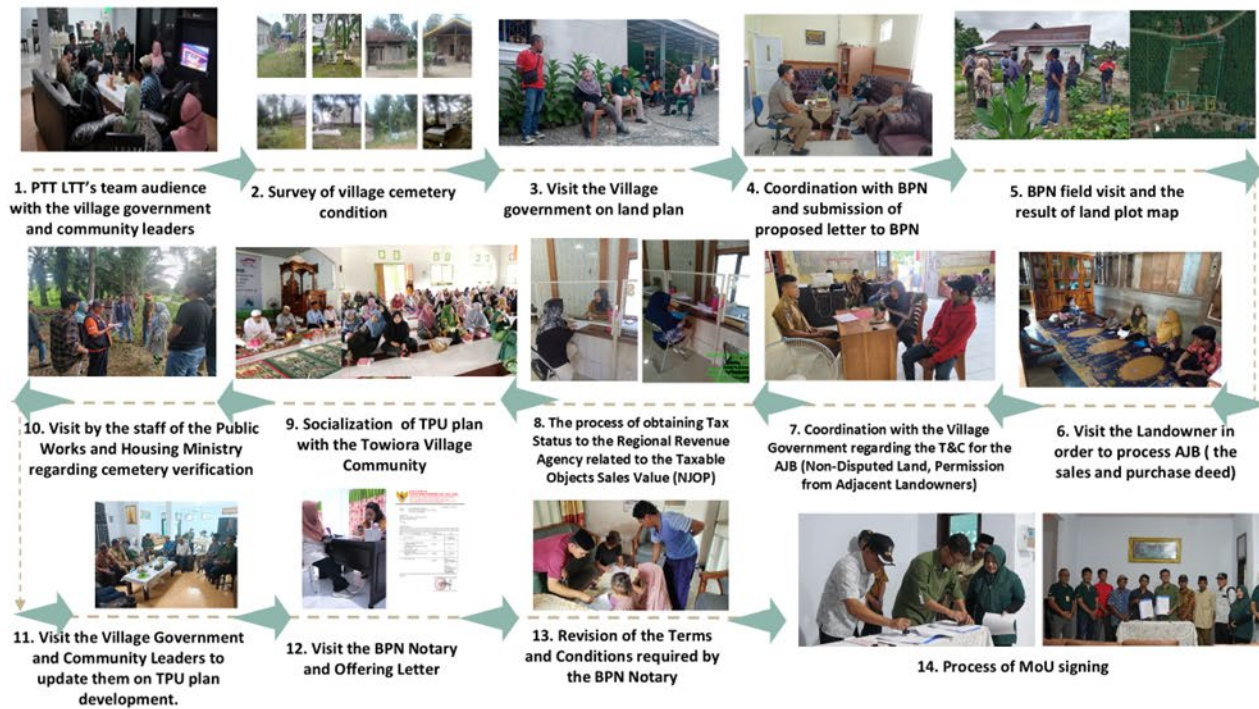 1. PTT LTT's team audience
with the village government
and community leaders
2. Survey of village cemetery
condition
3. Visit the Village
government on land plan
4. Coordination with BPN
and submission of
proposed letter to BPN
5. BPN field visit and the
result of land plot map
6. Visit the Landowner in
order to process AJB ( the
sales and purchase deed)
7. Coordination with the Village
Government regarding the T&C for the
AJB (Non-Disputed Land, Permission
from Adjacent Landowners)
8. The process of obtaining Tax
Status to the Regional Revenue
Agency related to the Taxable
Objects Sales Value (NJOP)
9. Socialization of TPU plan
with the Towiora Village
Community
10. Visit by the staff of the Public
Works and Housing Ministry
regarding cemetery verification
11. Visit the Village Government
and Community Leaders to
update them on TPU plan
development.
12. Visit the BPN Notary
and Offering Letter
13. Revision of the Terms
and Conditions required by
the BPN Notary
14. Process of MoU signing